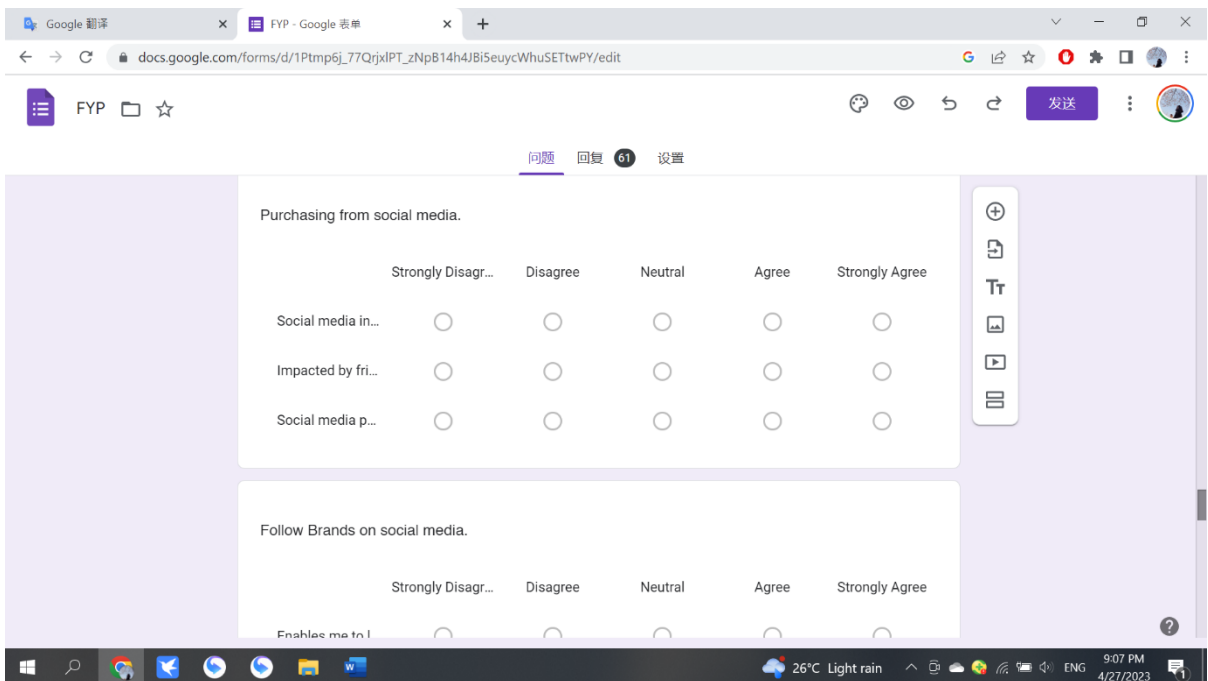 Google 翻译
FYP - Google 表单
docs.google.com/forms/d/1Ptmp6j_77QrjxlPT_zNpB14h4JBi5euycWhuSETtwPY/edit
FYP
发送
问题 回复 61 设置
Purchasing from social media.
Strongly Disagr... Disagree Neutral Agree Strongly Agree
Social media in...
Impacted by fri...
Social media p...
Follow Brands on social media.
Strongly Disagr... Disagree Neutral Agree Strongly Agree
Enables me to l
26°C Light rain ENG 9:07 PM
4/27/2023